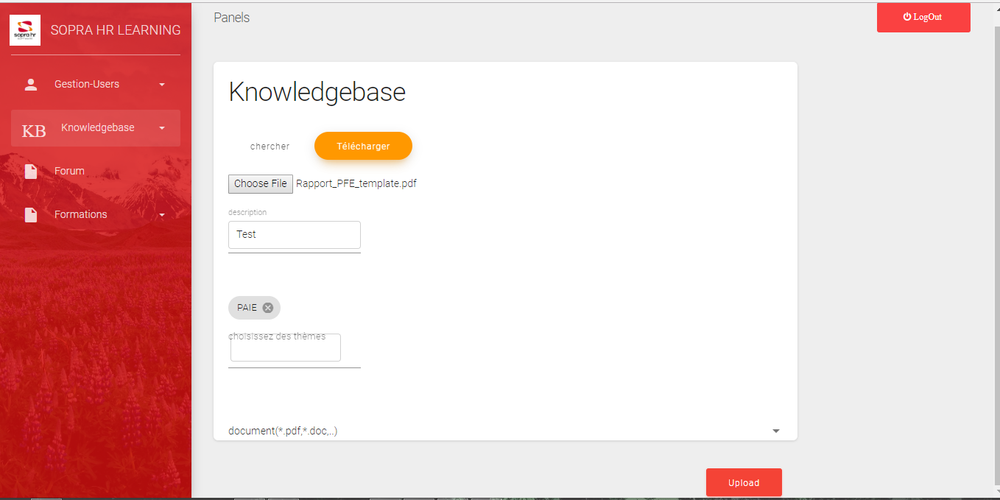 Panels
LogOut
sopra hr
SOFTWARE
SOPRA HR LEARNING
Gestion-Users
KB Knowledgebase
Forum
Formations
Knowledgebase
chercher
Télécharger
Choose File Rapport_PFE_template.pdf
description
Test
PAIE
choisissez des thèmes
document(*.pdf,*.doc,..)
Upload